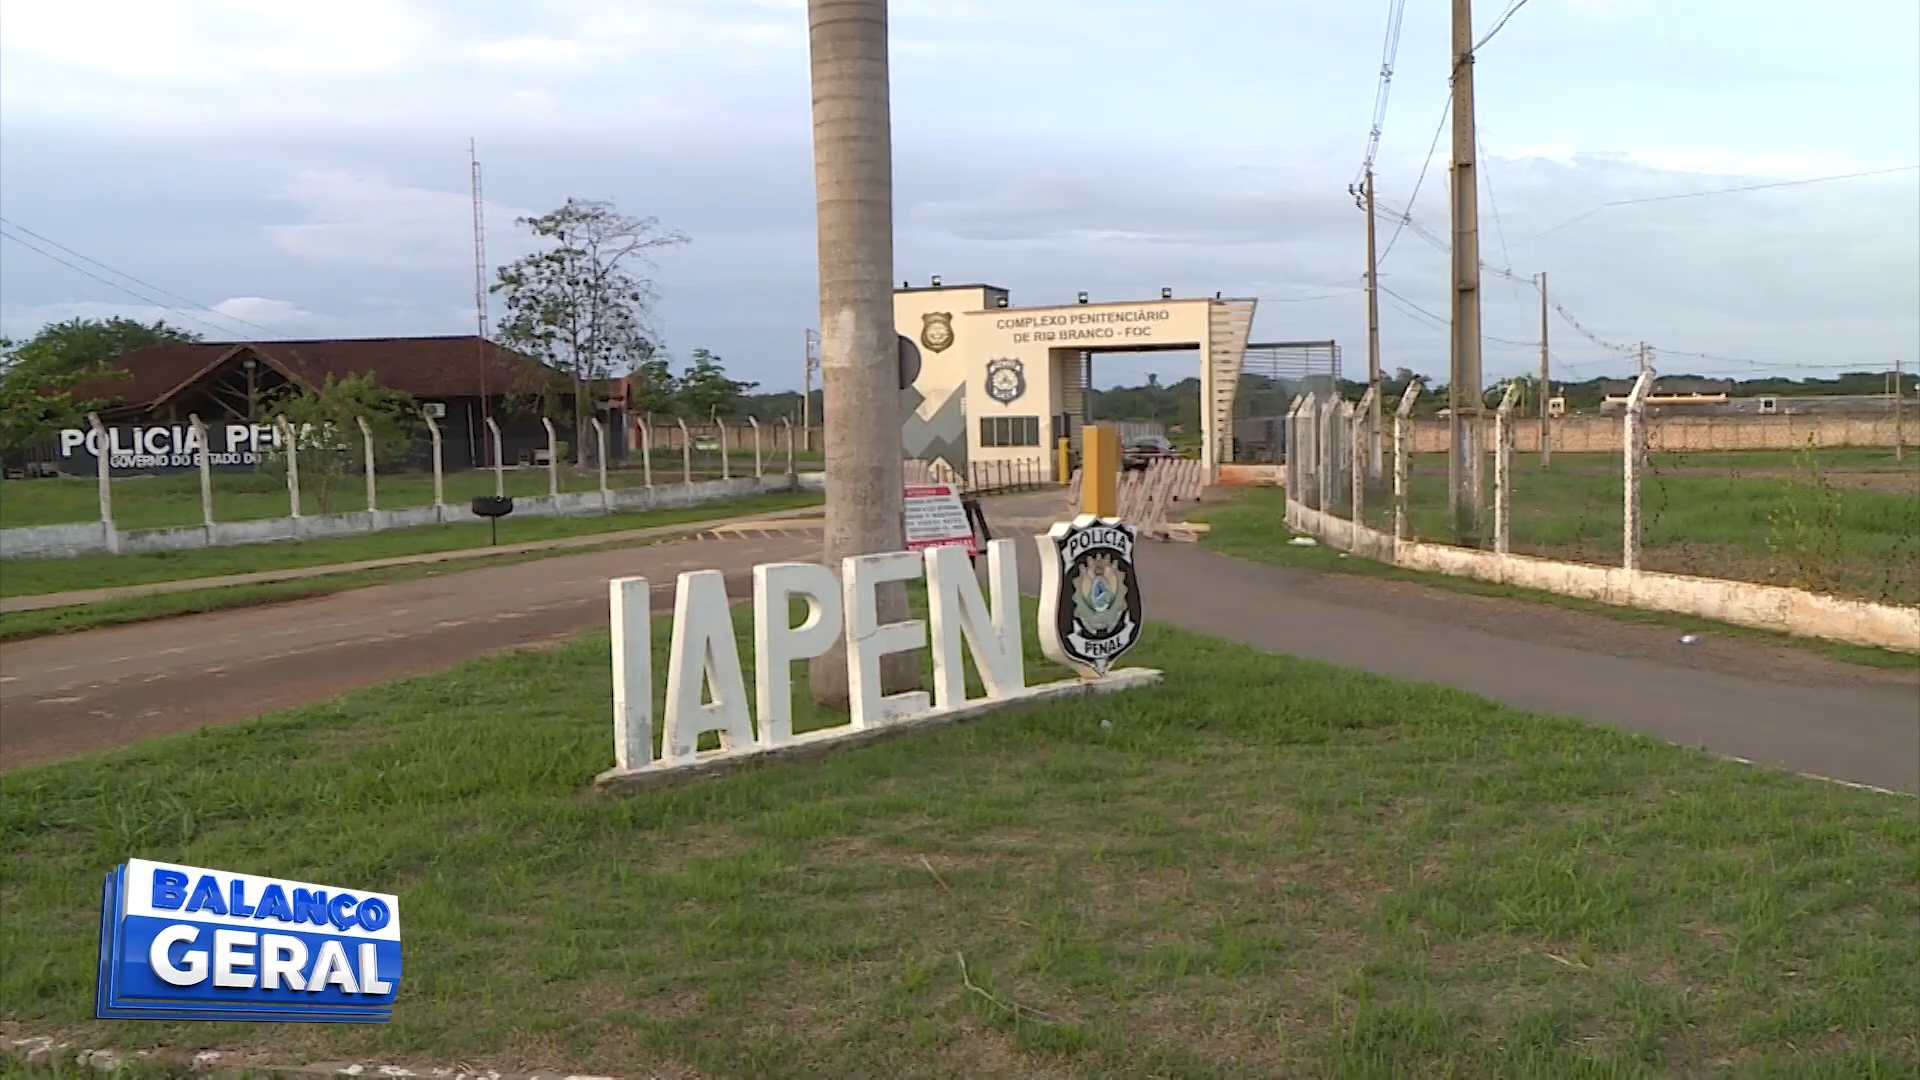 COMPLEXO PENITENCIÁRIO
DE RIO BRANCO - FOC
POLICIA PENAL
GOVERNO DO ESTADO DO
IAPEN
POLICIA
PENAL
BALANÇO
GERAL